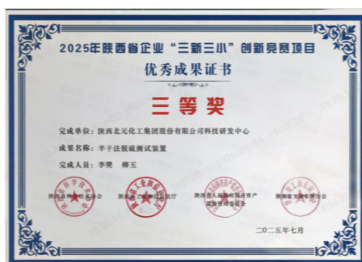 2025年陕西省企业“三新三小”创新竞赛项目
优秀成果证书
三等奖
完成单位：陕西北元化工集团股份有限公司科技研发中心
成果名称：半干法脱硫测试装置
完成人员：李樊 柳玉
二〇二五年七月